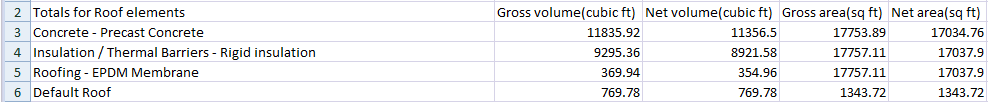 2 Totals for Roof elements Gross volume(cubic ft) Net volume(cubic ft) Gross area(sq ft) Net area(sq ft)
3 Concrete - Precast Concrete 11835.92 11356.5 17753.89 17034.76
4 Insulation / Thermal Barriers - Rigid insulation 9295.36 8921.58 17757.11 17037.9
5 Roofing - EPDM Membrane 369.94 354.96 17757.11 17037.9
6 Default Roof 769.78 769.78 1343.72 1343.72